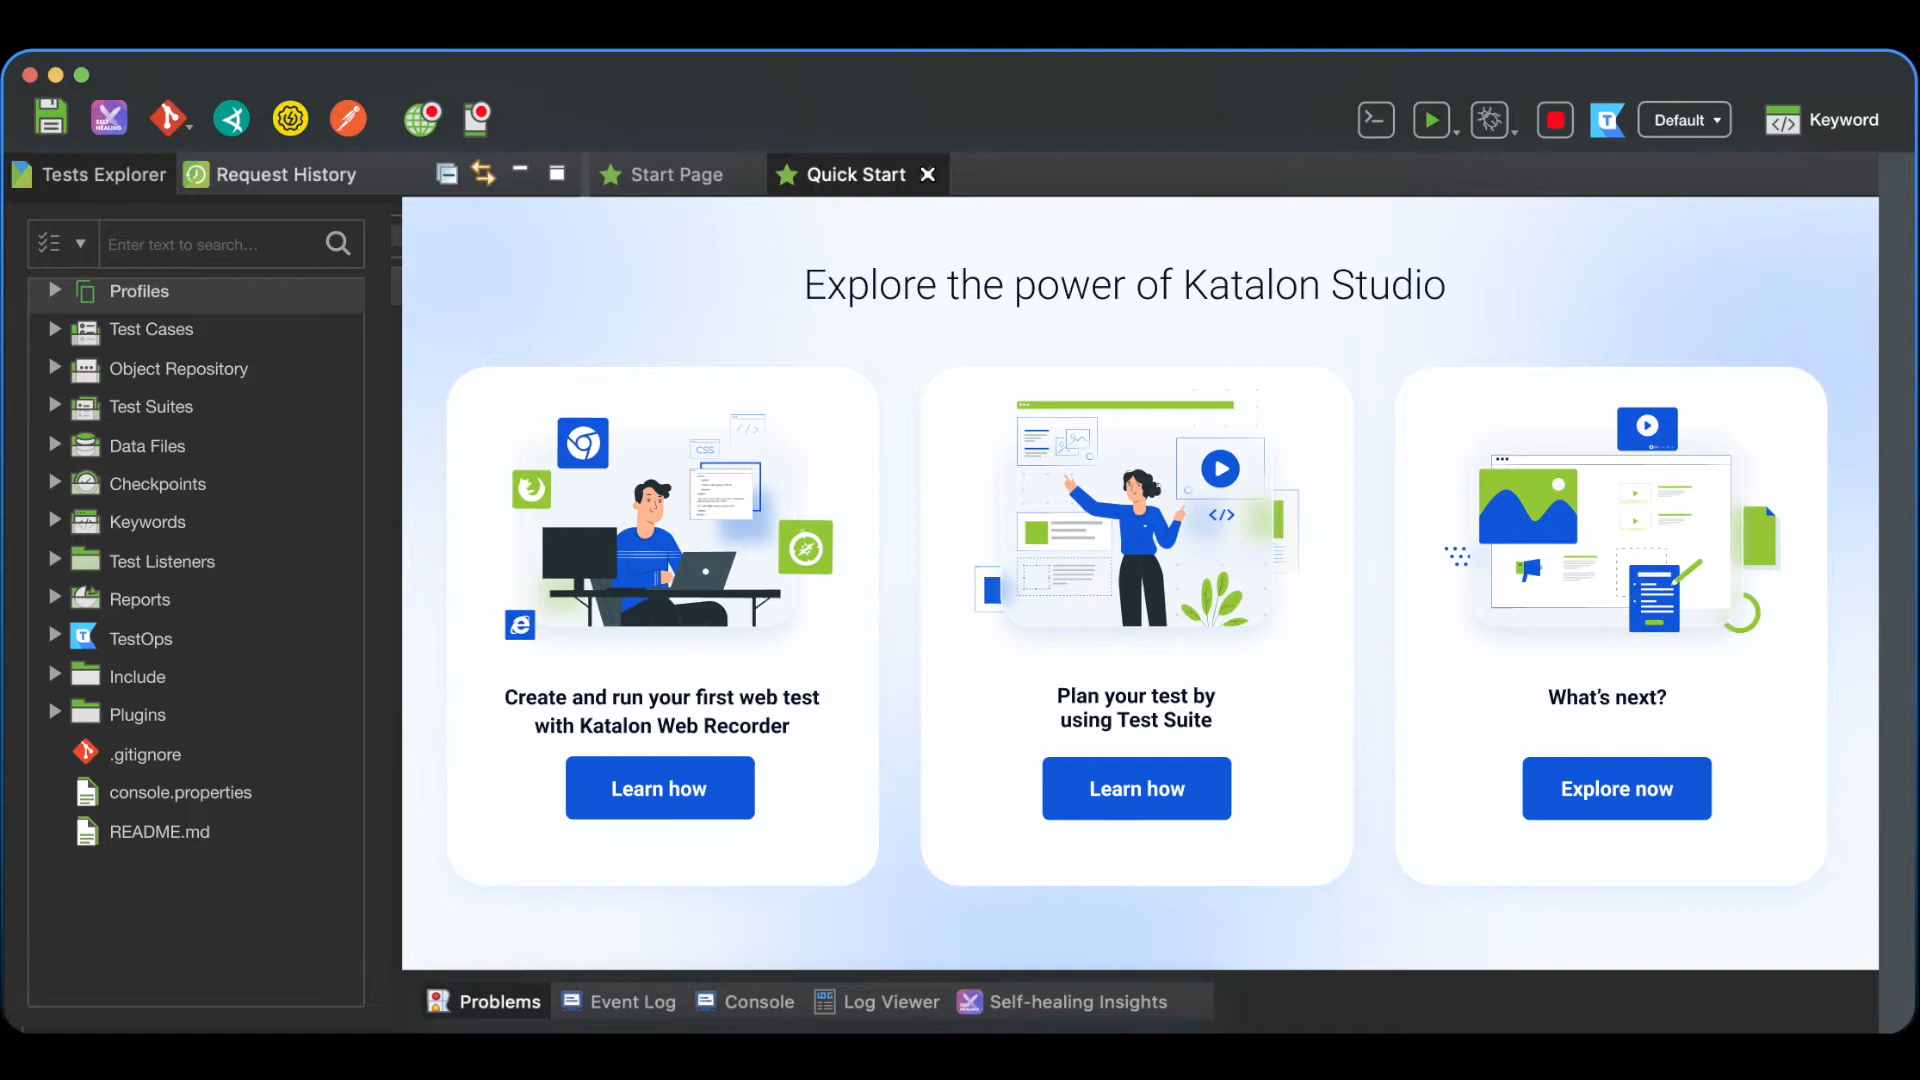 SELF HEALING
T
Default
Keyword
Tests Explorer
Request History
Start Page
Quick Start
Enter text to search...
Profiles
Test Cases
Object Repository
Test Suites
Data Files
Checkpoints
Keywords
Test Listeners
Reports
TestOps
Include
Plugins
.gitignore
console.properties
README.md
Explore the power of Katalon Studio
</>
CSS
</>
Create and run your first web test
with Katalon Web Recorder
Learn how
Plan your test by
using Test Suite
Learn how
What's next?
Explore now
Problems
Event Log
Console
LOG
Log Viewer
Self-healing Insights